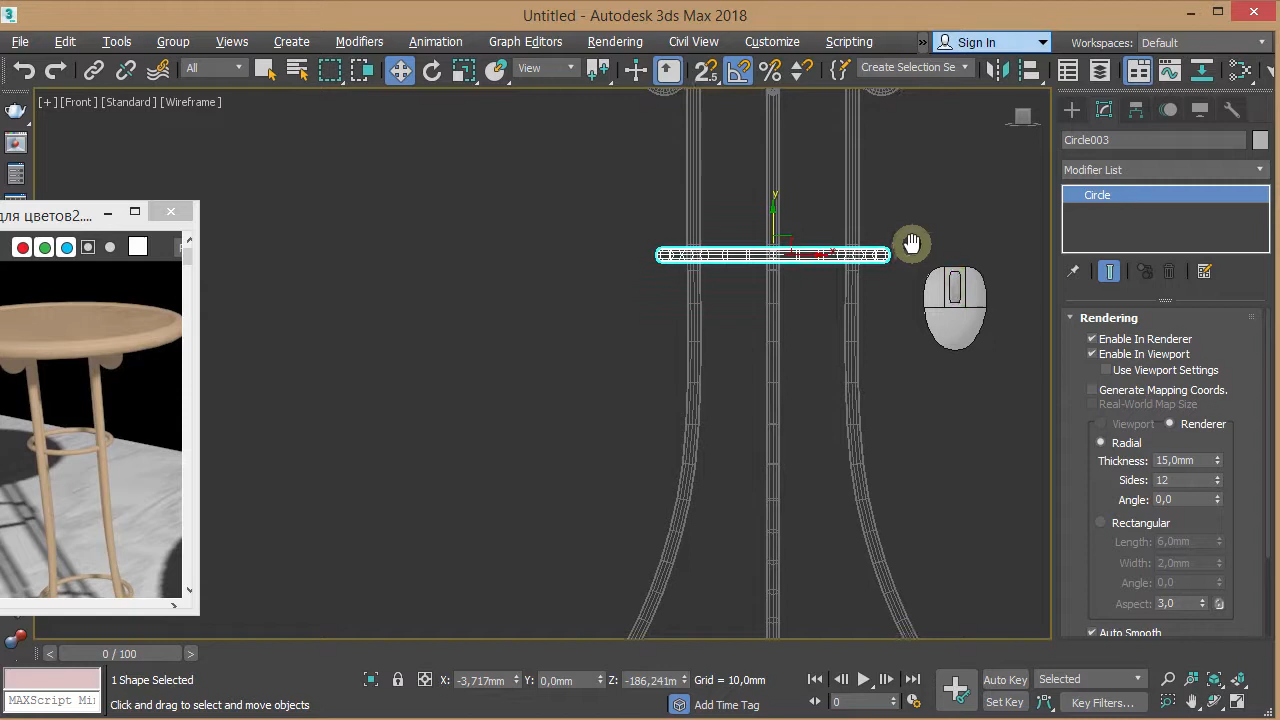 Untitled - Autodesk 3ds Max 2018
File Edit Tools Group Views Create Modifiers Animation Graph Editors Rendering Civil View Customize Scripting » Sign In Workspaces: Default
All View Create Selection Se
[+] [Front] [Standard] [Wireframe]
Circle003
Modifier List
Circle
для цветов2....
y
x
Rendering
Enable In Renderer
Enable In Viewport
Use Viewport Settings
Generate Mapping Coords.
Real-World Map Size
Viewport Renderer
Radial
Thickness: 15,0mm
Sides: 12
Angle: 0,0
Rectangular
Length: 6,0mm
Width: 2,0mm
Angle: 0,0
Aspect: 3,0
Auto Smooth
0 / 100
1 Shape Selected X: -3,717mm Y: 0,0mm Z: -186,241m Grid = 10,0mm Auto Key Selected
MAXScript Mi Click and drag to select and move objects Add Time Tag 0 Set Key Key Filters...